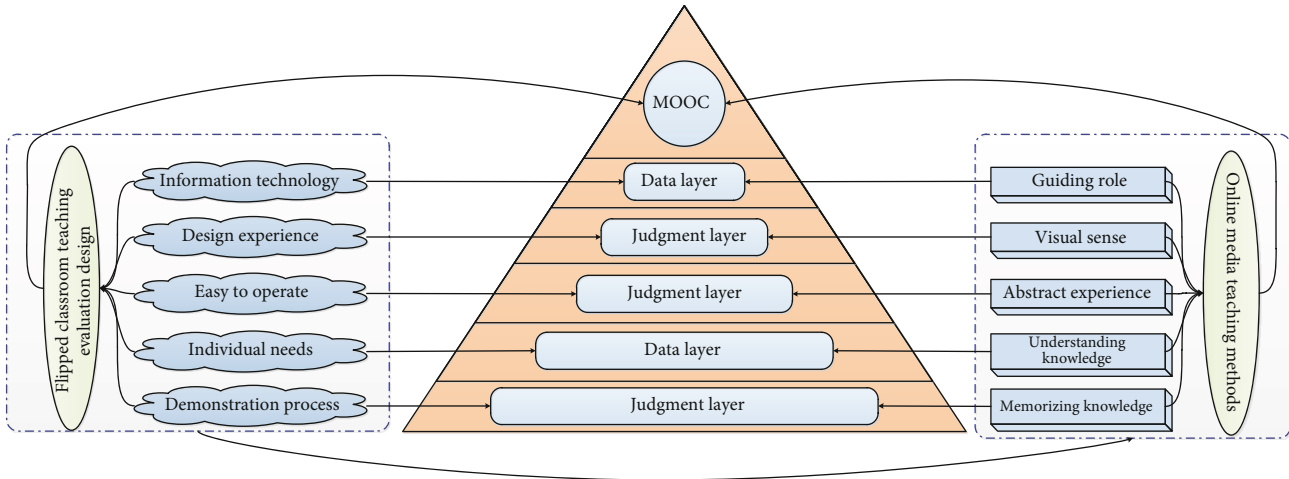 MOOC
Flipped classroom teaching
evaluation design
Information technology
Data layer
Guiding role
Design experience
Judgment layer
Visual sense
Easy to operate
Judgment layer
Abstract experience
Individual needs
Data layer
Understanding
knowledge
Demonstration process
Judgment layer
Memorizing knowledge
Online media teaching methods